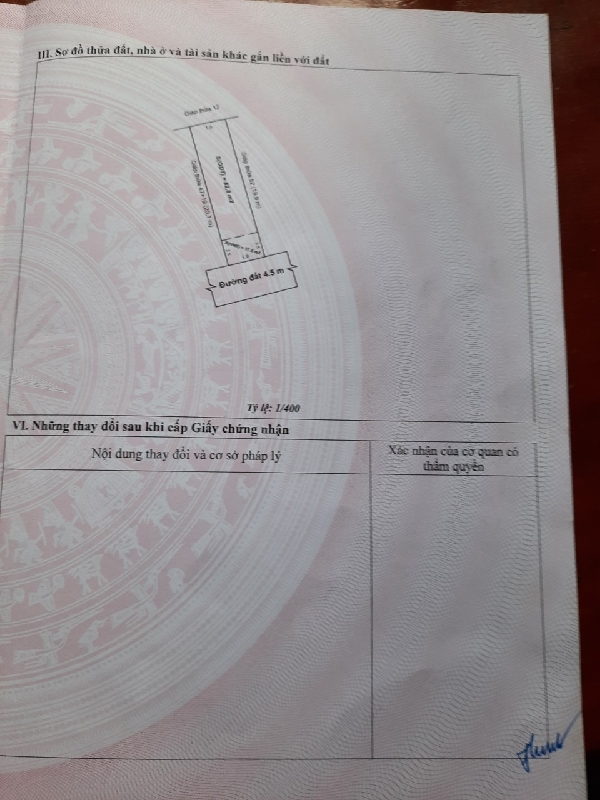 III. Sơ đồ thửa đất, nhà ở và tài sản khác gắn liền với đất
Giáp thửa 17
Đường đất 4.5 m
Tỷ lệ: 1/400
VI. Những thay đổi sau khi cấp Giấy chứng nhận
Nội dung thay đổi và cơ sở pháp lý
Xác nhận của cơ quan có
thẩm quyền